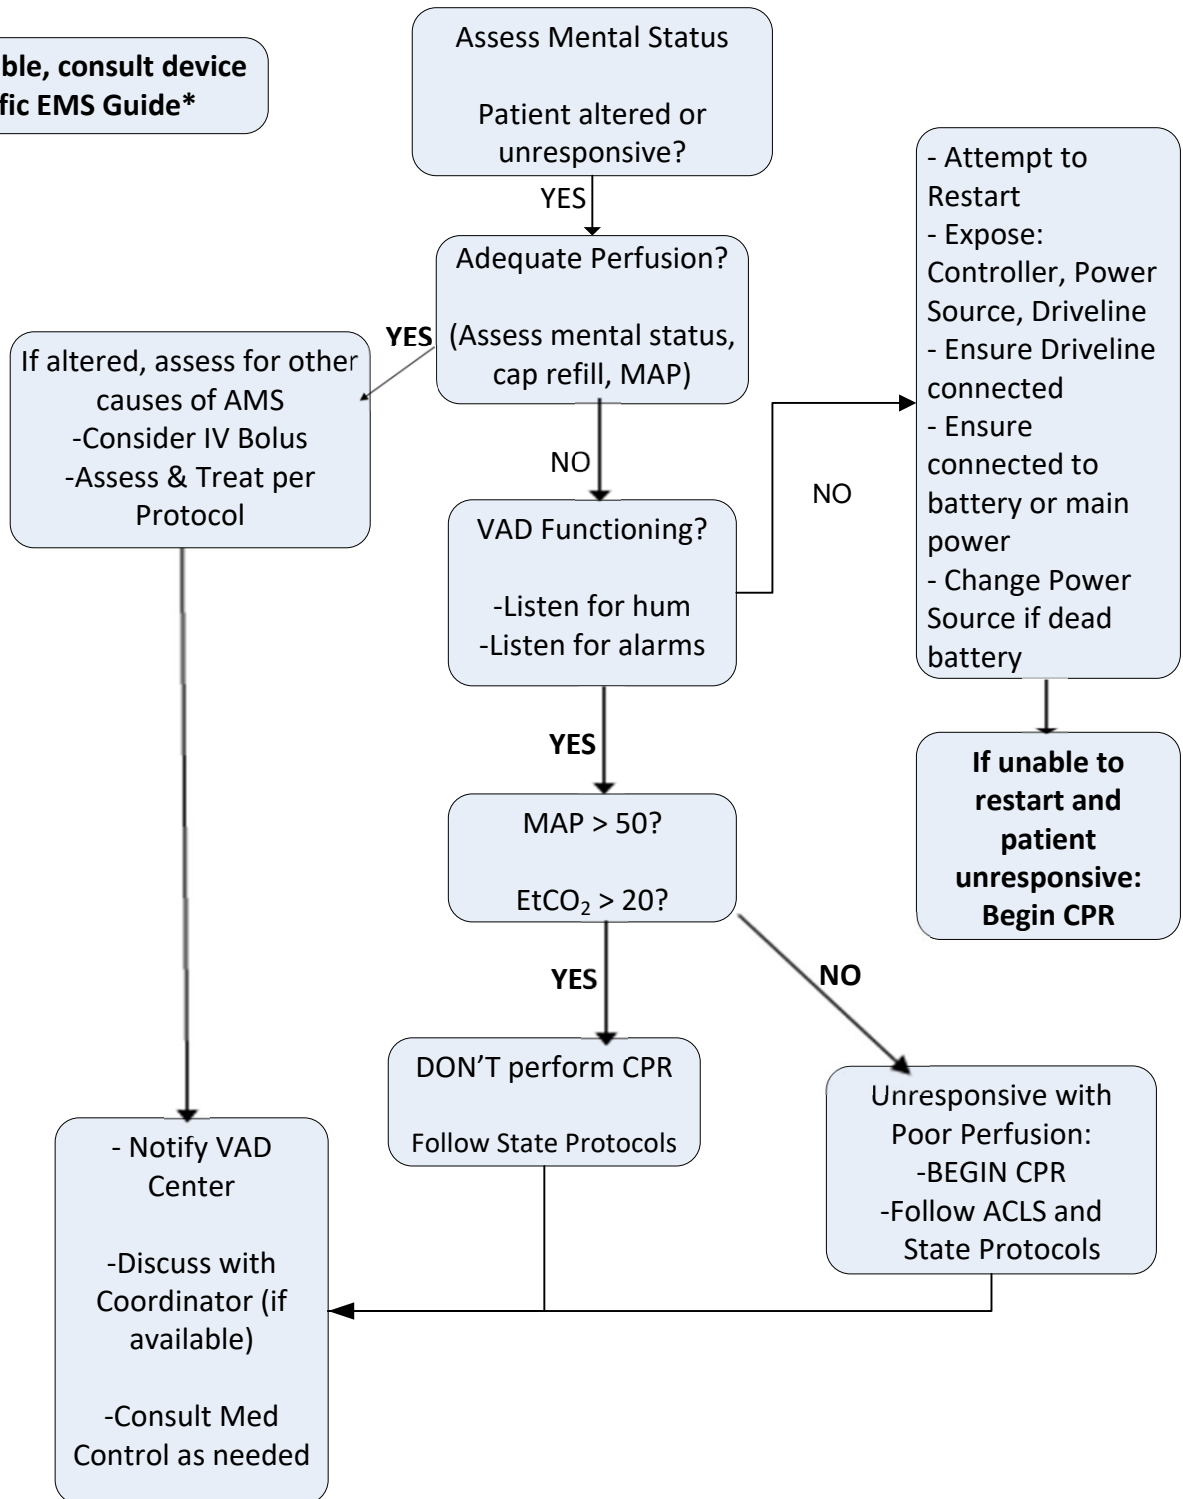 ble, consult device
fic EMS Guide*
Assess Mental Status
Patient altered or
unresponsive?
YES
Adequate Perfusion?
(Assess mental status,
cap refill, MAP)
YES
If altered, assess for other
causes of AMS
-Consider IV Bolus
-Assess & Treat per
Protocol
NO
VAD Functioning?
-Listen for hum
-Listen for alarms
NO
- Attempt to
Restart
- Expose:
Controller, Power
Source, Driveline
- Ensure Driveline
connected
- Ensure
connected to
battery or main
power
- Change Power
Source if dead
battery
If unable to
restart and
patient
unresponsive:
Begin CPR
YES
MAP > 50?
EtCO₂ > 20?
YES
NO
DON’T perform CPR
Follow State Protocols
Unresponsive with
Poor Perfusion:
-BEGIN CPR
-Follow ACLS and
State Protocols
- Notify VAD
Center
-Discuss with
Coordinator (if
available)
-Consult Med
Control as needed